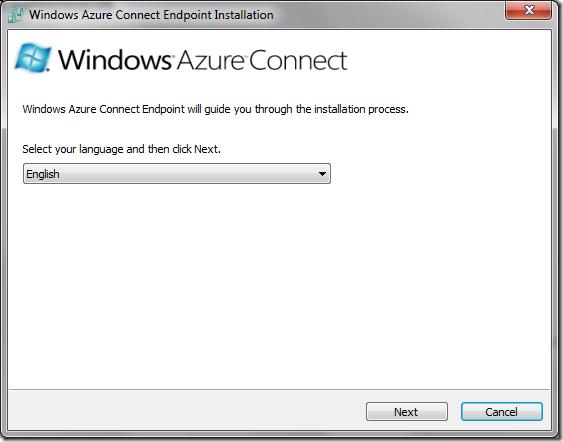 Windows Azure Connect Endpoint Installation
Windows Azure Connect
Windows Azure Connect Endpoint will guide you through the installation process.
Select your language and then click Next.
English
Next
Cancel